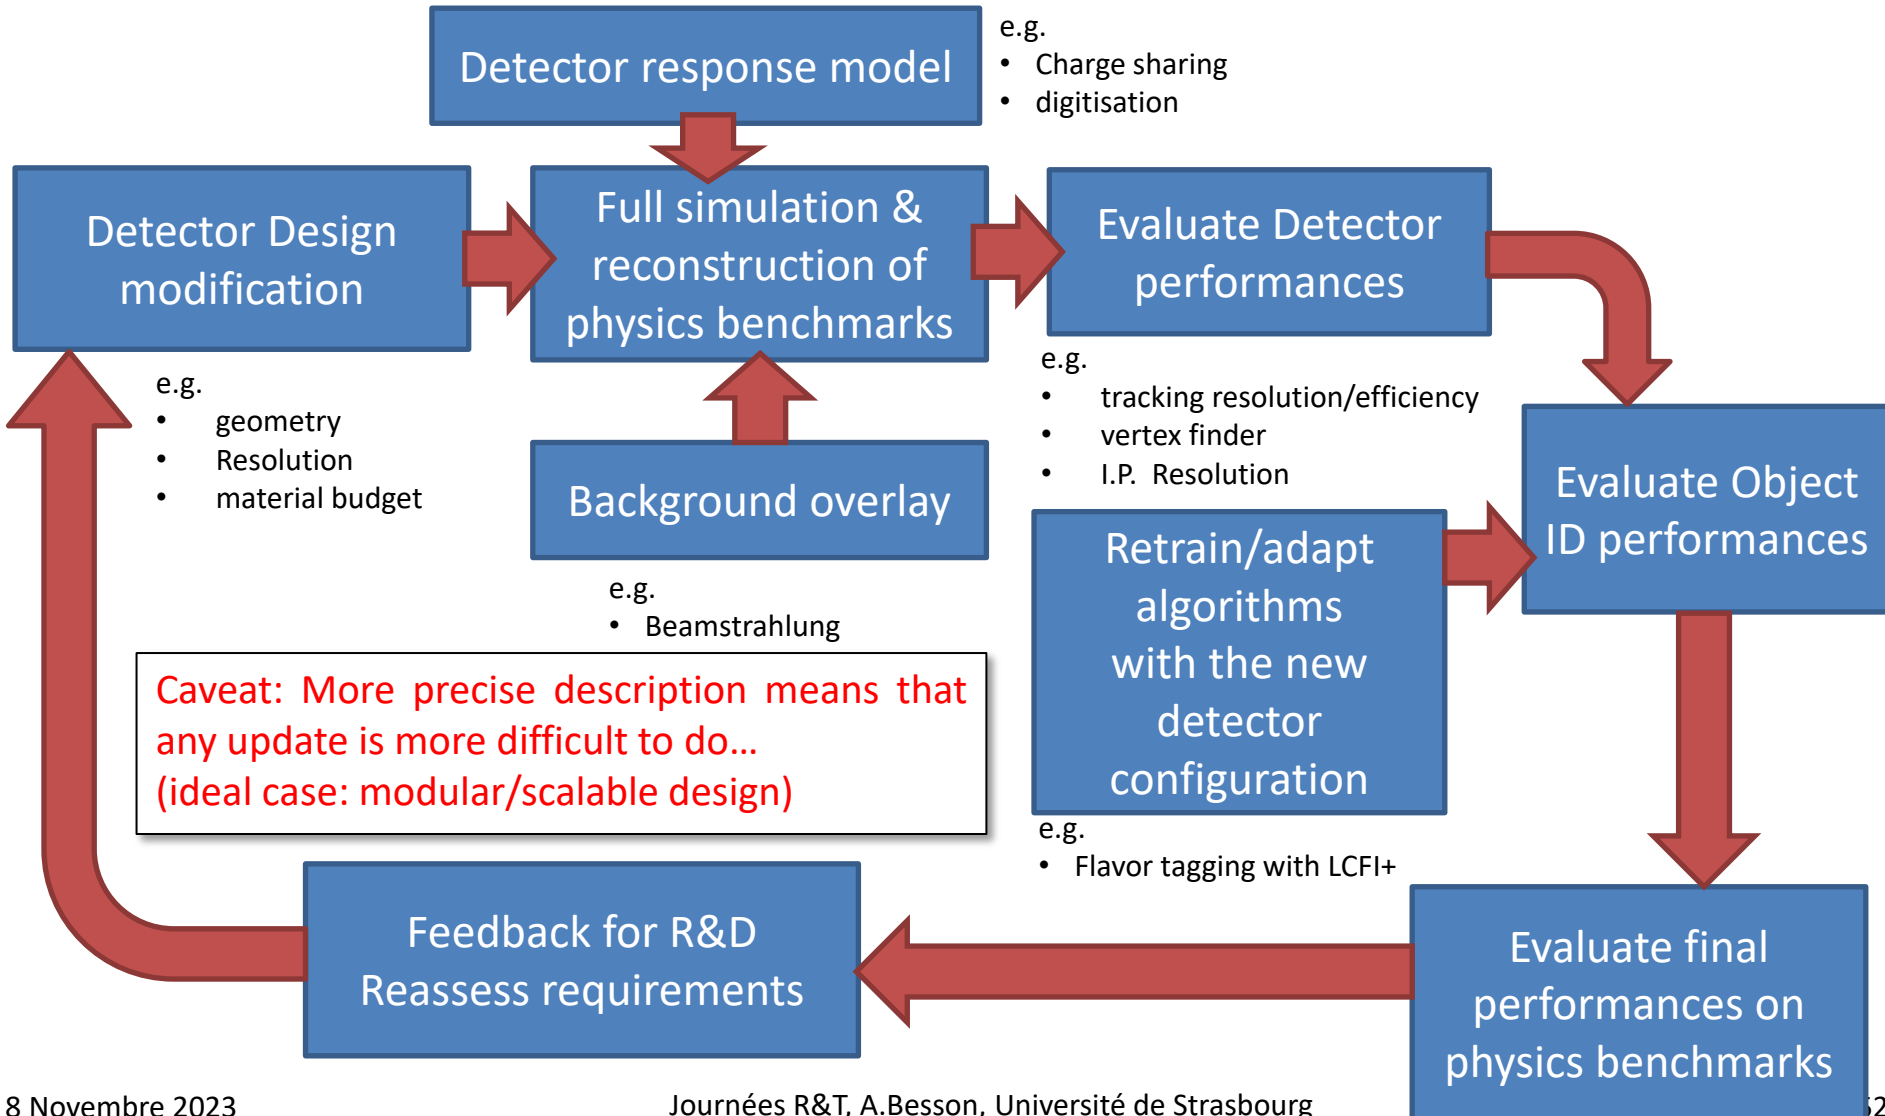 Detector response model
e.g.
• Charge sharing
• digitisation
Detector Design
modification
Full simulation &
reconstruction of
physics benchmarks
Evaluate Detector
performances
e.g.
• geometry
• Resolution
• material budget
Background overlay
e.g.
• Beamstrahlung
e.g.
• tracking resolution/efficiency
• vertex finder
• I.P. Resolution
Evaluate Object
ID performances
Retrain/adapt
algorithms
with the new
detector
configuration
e.g.
• Flavor tagging with LCFI+
Caveat: More precise description means that
any update is more difficult to do…
(ideal case: modular/scalable design)
Feedback for R&D
Reassess requirements
Evaluate final
performances on
physics benchmarks
8 Novembre 2023
Journées R&T, A.Besson, Université de Strasbourg